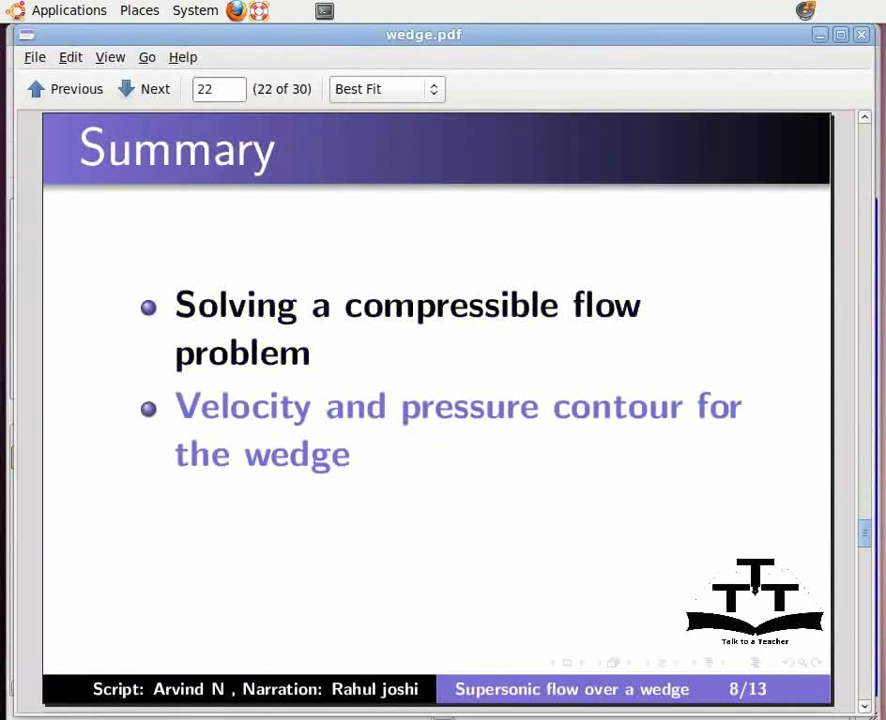 Applications Places System
wedge.pdf
File Edit View Go Help
Previous Next 22 (22 of 30) Best Fit
Summary
Solving a compressible flow
problem
Velocity and pressure contour for
the wedge
T
T T
Talk to a Teacher
Script: Arvind N , Narration: Rahul joshi Supersonic flow over a wedge 8/13